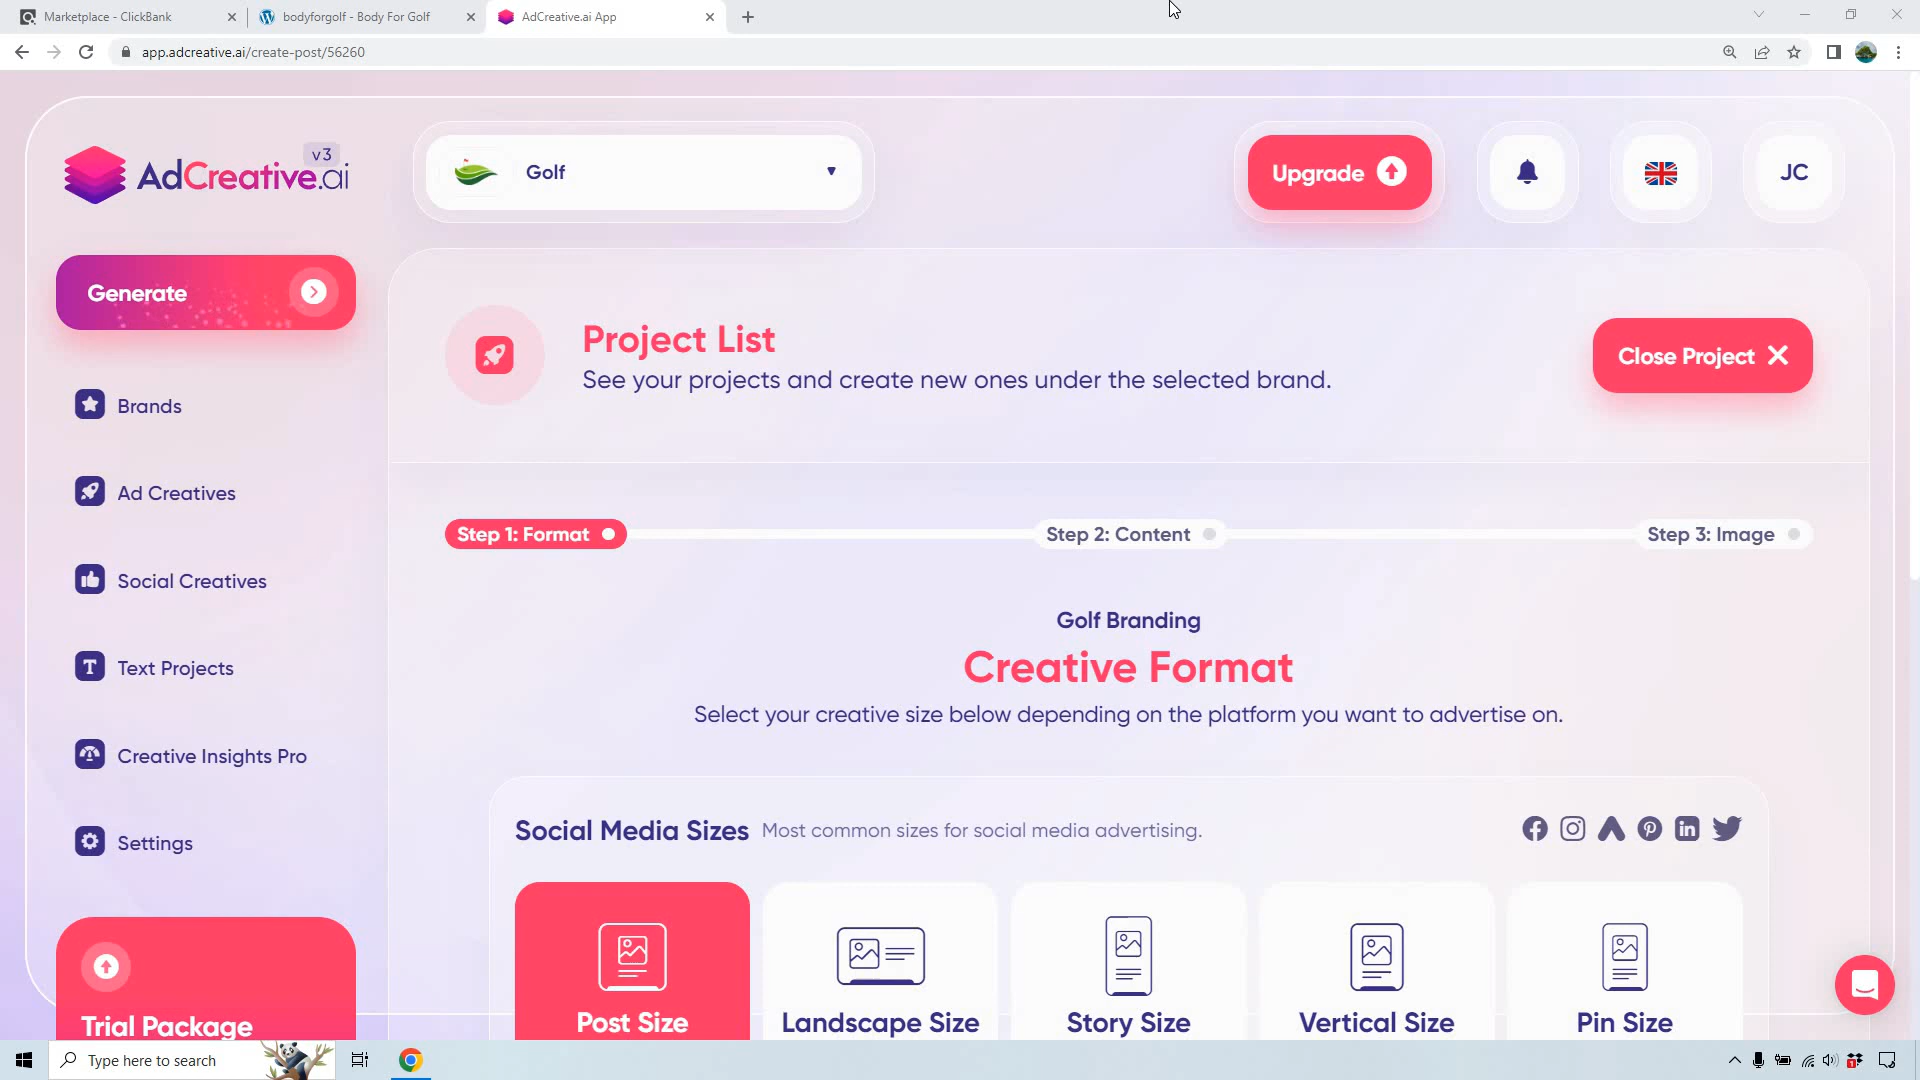 Marketplace - ClickBank
bodyforgolf - Body For Golf
AdCreative.ai App
app.adcreative.ai/create-post/56260
AdCreative.ai
v3
Golf
Upgrade
JC
Generate
Project List
See your projects and create new ones under the selected brand.
Close Project
Brands
Ad Creatives
Social Creatives
Text Projects
Creative Insights Pro
Settings
Trial Package
Step 1: Format
Step 2: Content
Step 3: Image
Golf Branding
Creative Format
Select your creative size below depending on the platform you want to advertise on.
Social Media Sizes Most common sizes for social media advertising.
Post Size
Landscape Size
Story Size
Vertical Size
Pin Size
Type here to search
1